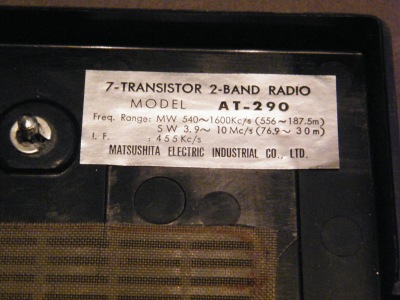 7-TRANSISTOR 2-BAND RADIO
MODEL AT-290
Freq. Range: MW 540~1600Kc/s (556~187.5m)
SW 3.9~ 10Mc/s (76.9~30m)
I. F. : 455Kc/s
MATSUSHITA ELECTRIC INDUSTRIAL CO., LTD.